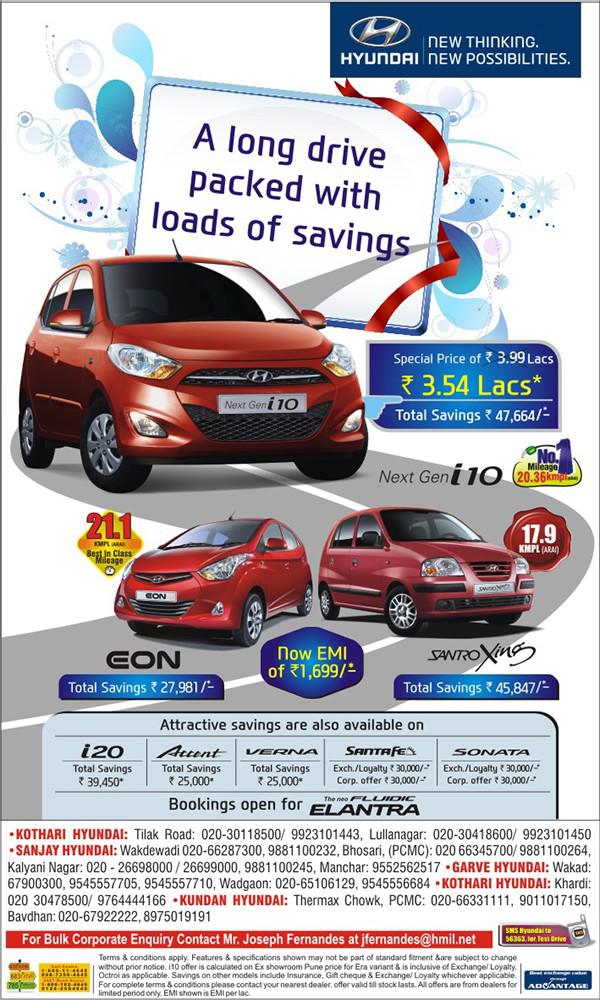 HYUNDAI
NEW THINKING.
NEW POSSIBILITIES.
A long drive
packed with
loads of savings
Special Price of ₹ 3.99 Lacs
₹ 3.54 Lacs*
Total Savings ₹ 47,664/-*
Next Gen i10
Next Gen i10
No.1
Mileage
20.36kmpl (ARAI)
21.1
KMPL (ARAI)
Best In Class
Mileage
17.9
KMPL (ARAI)
EON
SANTRO Xing
EON
Now EMI
of ₹1,699/-*
SANTRO Xing
Total Savings ₹ 27,981/-*
Total Savings ₹ 45,847/-*
Attractive savings are also available on
i20
Total Savings
₹ 39,450*
Accent
Total Savings
₹ 25,000*
VERNA
Total Savings
₹ 25,000*
SANTAFE
Exch./Loyalty ₹ 30,000/-*
Corp. offer ₹ 30,000/-*
SONATA
Exch./Loyalty ₹ 30,000/-*
Corp. offer ₹ 30,000/-*
Bookings open for The neo FLUIDIC ELANTRA
•KOTHARI HYUNDAI: Tilak Road: 020-30118500/ 9923101443, Lullanagar: 020-30418600/ 9923101450
•SANJAY HYUNDAI: Wakdewadi 020-66287300, 9881100232, Bhosari, (PCMC): 020 66345700/ 9881100264,
Kalyani Nagar: 020 - 26698000 / 26699000, 9881100245, Manchar: 9552562517 •GARVE HYUNDAI: Wakad:
67900300, 9545557705, 9545557710, Wadgaon: 020-65106129, 9545556684 •KOTHARI HYUNDAI: Khardi:
020 30478500/ 9764444166 •KUNDAN HYUNDAI: Thermax Chowk, PCMC: 020-66331111, 9011017150,
Bavdhan: 020-67922222, 8975019191
For Bulk Corporate Enquiry Contact Mr. Joseph Fernandes at jfernandes@hmil.net
SMS Hyundai to
56363, for Test Drive
Terms & conditions apply. Features & specifications shown may not be part of standard fitment &are subject to change
without prior notice. i10 offer is calculated on Ex showroom Pune price for Era variant & is inclusive of Exchange/ Loyalty.
Octroi as applicable. Savings on other models include Insurance, Gift cheque & Exchange/ Loyalty whichever applicable.
For complete terms & conditions please contact your nearest dealer. offer valid till stock lasts. All offers are from dealers for
limited period only, EMI shown is EMI per lac.
Best exchange value
through
ADVANTAGE